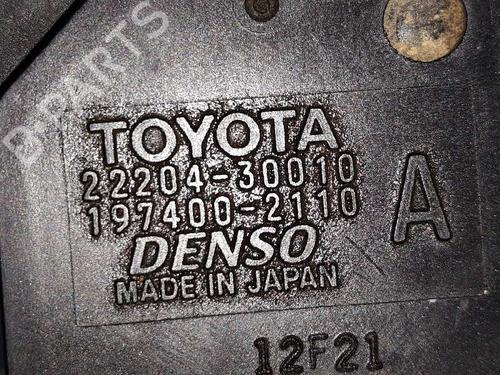 B-PARTS
TOYOTA
22204-30010
197400-2110
A
DENSO
MADE IN JAPAN
12F21